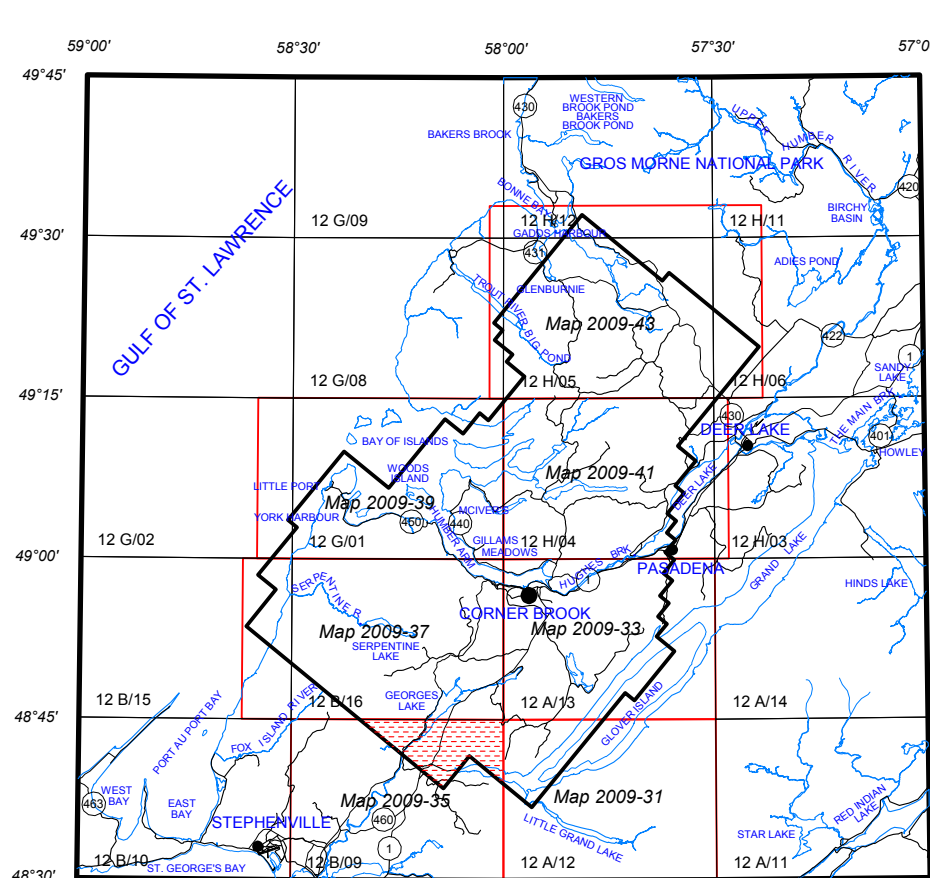 59°00'
58°30'
58°00'
57°30'
57°0
49°45'
430
WESTERN
BROOK POND
BAKERS
BROOK POND
BAKERS BROOK
UPPER HUMBER RIVER
GROS MORNE NATIONAL PARK
420
BONNE BAY
BIRCHY
BASIN
12 G/09
12 H/12
12 H/11
49°30'
GADDS HARBOUR
431
ADIES POND
GULF OF ST. LAWRENCE
TROUT RIVER BIG POND
GLENBURNIE
Map 2009-43
422
1
SANDY
LAKE
12 G/08
12 H/05
12 H/06
49°15'
430
DEER LAKE
THE MAIN BRK
401
HOWLEY
BAY OF ISLANDS
WOODS
ISLAND
Map 2009-41
DEER LAKE
LITTLE PORT
Map 2009-39
MCIVERS
YORK HARBOUR
450
440
HUMBER ARM
12 G/02
12 G/01
GILLAMS
MEADOWS
12 H/04
12 H/03
49°00'
HUGHES BRK
PASADENA
GRAND LAKE
HINDS LAKE
SERPENTINE R.
CORNER BROOK
Map 2009-37
Map 2009-33
SERPENTINE
LAKE
12 B/15
12 B/16
GEORGES
LAKE
12 A/13
12 A/14
48°45'
PORT AU PORT BAY
FOX ISLAND RIVER
GLOVER ISLAND
WEST
BAY
463
EAST
BAY
Map 2009-35
Map 2009-31
STEPHENVILLE
460
LITTLE GRAND LAKE
STAR LAKE
RED INDIAN
LAKE
1
12 B/10
ST. GEORGE'S BAY
12 B/09
12 A/12
12 A/11
48°30'